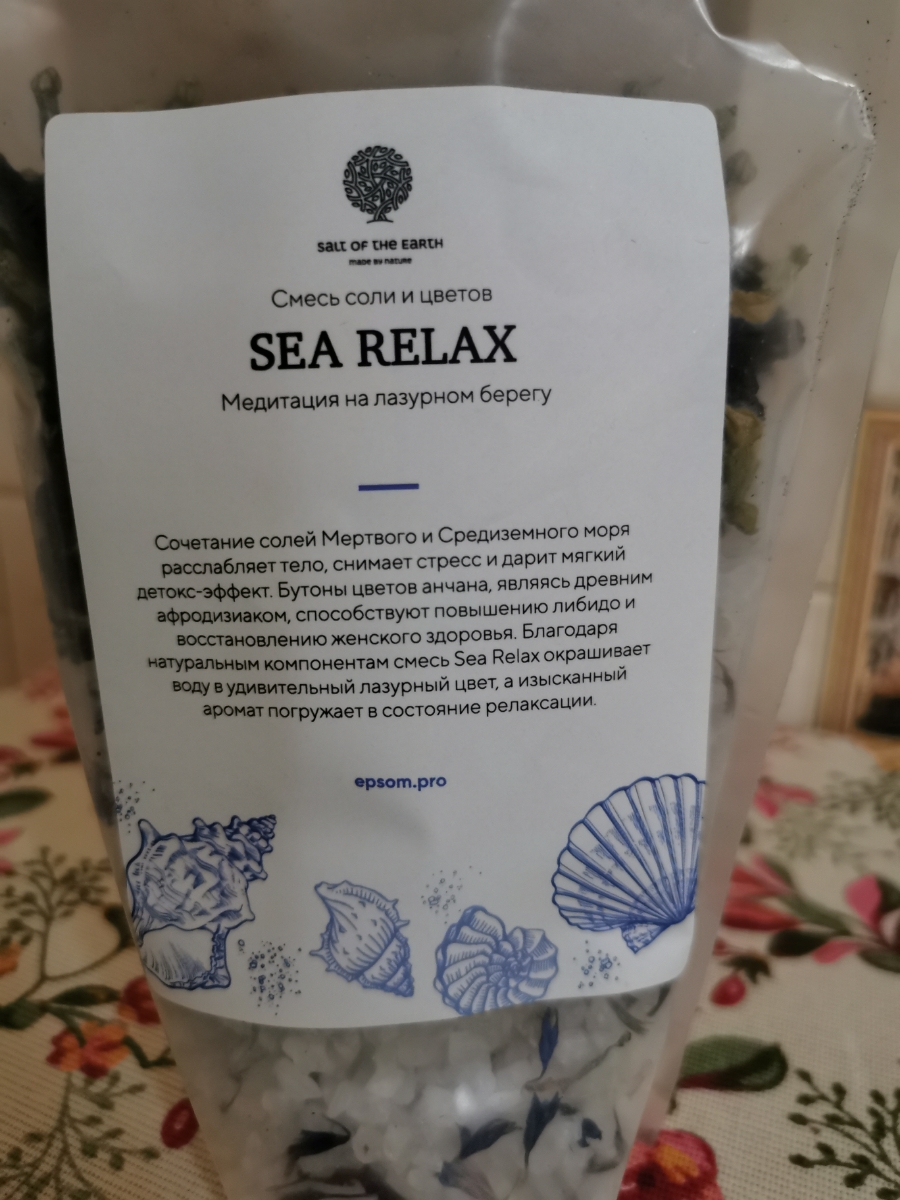 SALT OF THE EARTH
made by nature
Смесь соли и цветов
SEA RELAX
Медитация на лазурном берегу
Сочетание солей Мертвого и Средиземного моря
расслабляет тело, снимает стресс и дарит мягкий
детокс-эффект. Бутоны цветов анчана, являясь древним
афродизиаком, способствуют повышению либидо и
восстановлению женского здоровья. Благодаря
натуральным компонентам смесь Sea Relax окрашивает
воду в удивительный лазурный цвет, а изысканный
аромат погружает в состояние релаксации.
epsom.pro